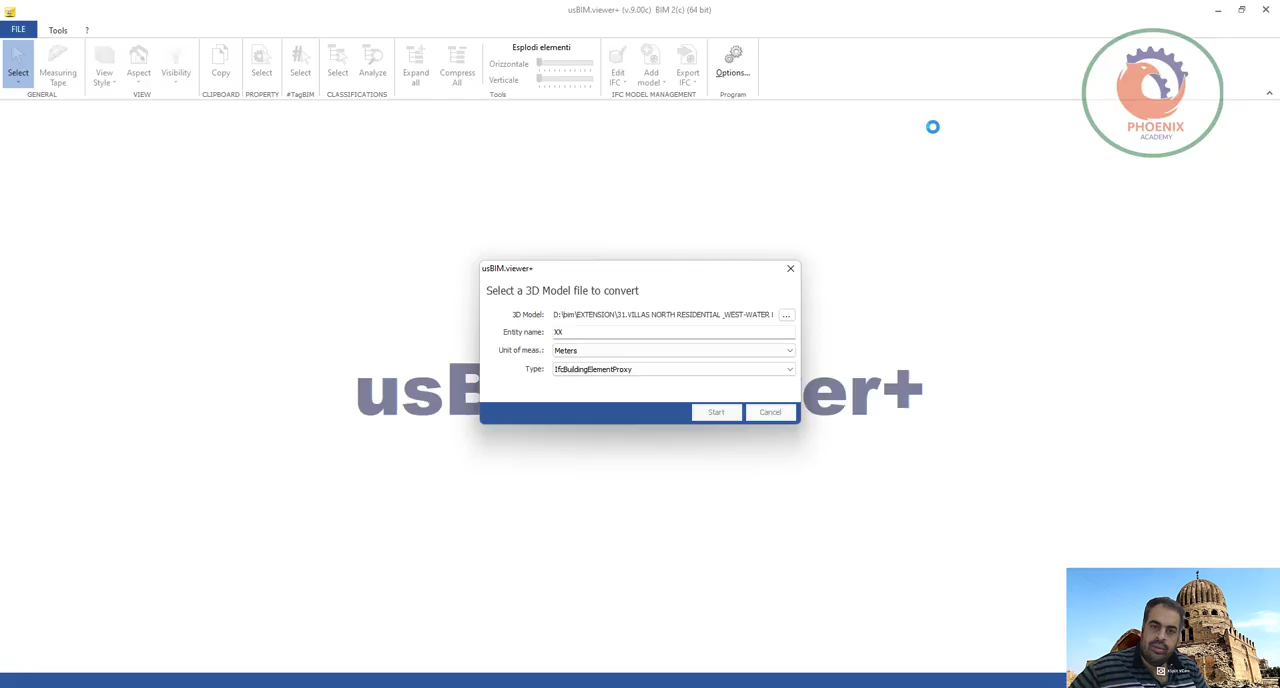 usBIM.viewer+ (v.9.00c) BIM 2(c) (64 bit)
FILE Tools ?
Esplodi elementi
Orizzontale
Verticale
Select Measuring Tape View Style Aspect Visibility Copy Select Select Select Analyze Expand all Compress All Edit IFC Add model Export IFC Options...
GENERAL VIEW CLIPBOARD PROPERTY #TagBIM CLASSIFICATIONS Tools IFC MODEL MANAGEMENT Program
PHOENIX
ACADEMY
usBIM.viewer+
Select a 3D Model file to convert
3D Model: D:\bim\EXTENSION\31.VILLAS NORTH RESIDENTIAL _WEST-WATER ...
Entity name: XX
Unit of meas.: Meters
Type: IfcBuildingElementProxy
Start Cancel
usB
er+